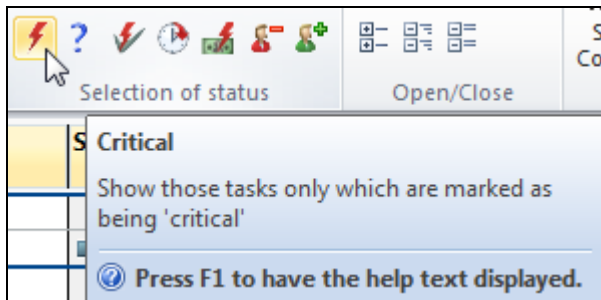 S
Co
Selection of status
Open/Close
S
Critical
Show those tasks only which are marked as
being 'critical'
Press F1 to have the help text displayed.